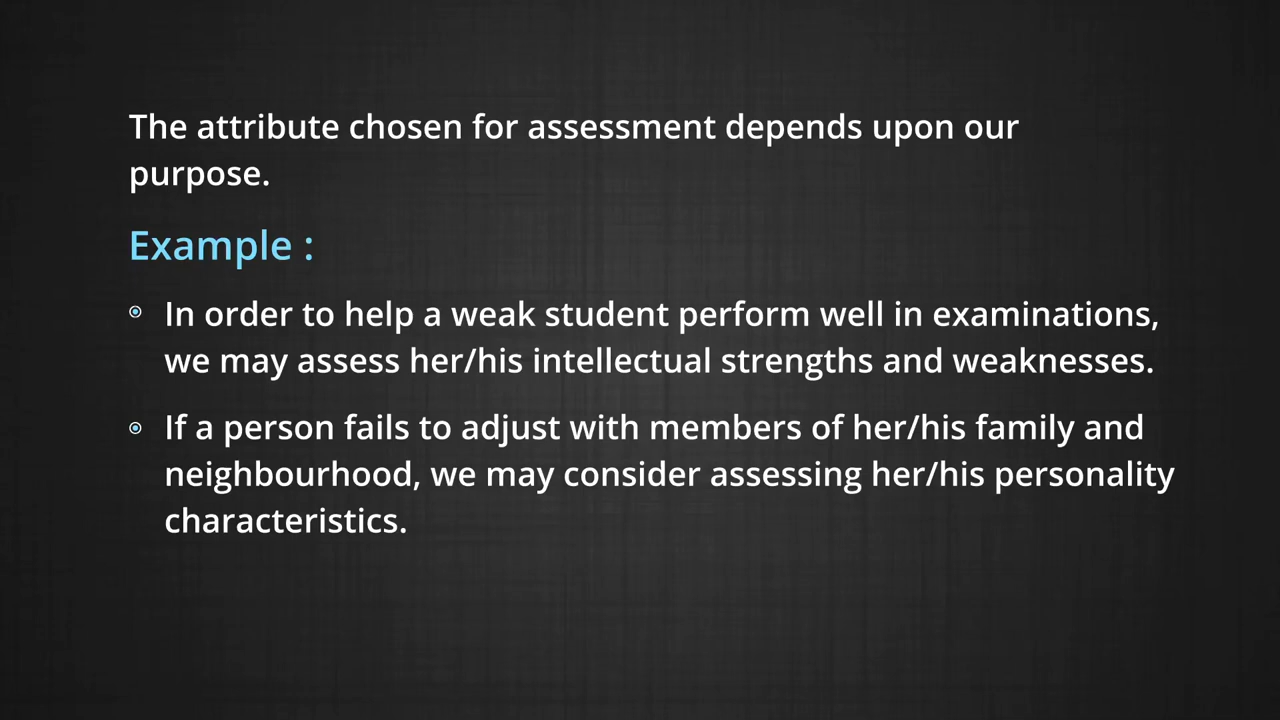 The attribute chosen for assessment depends upon our
purpose.
Example :
In order to help a weak student perform well in examinations,
we may assess her/his intellectual strengths and weaknesses.
If a person fails to adjust with members of her/his family and
neighbourhood, we may consider assessing her/his personality
characteristics.